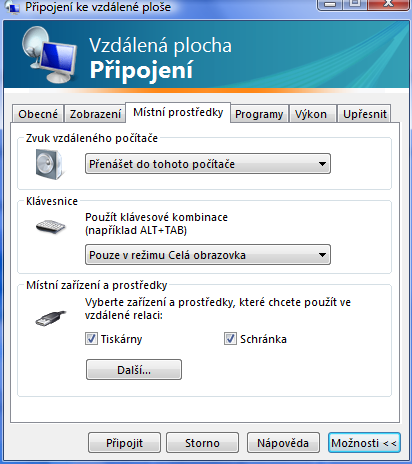 Připojení ke vzdálené ploše
Vzdálená plocha
Připojení
Obecné Zobrazení Místní prostředky Programy Výkon Upřesnit
Zvuk vzdáleného počítače
Přenášet do tohoto počítače
Klávesnice
Použít klávesové kombinace
(například ALT+TAB)
Pouze v režimu Celá obrazovka
Místní zařízení a prostředky
Vyberte zařízení a prostředky, které chcete použít ve
vzdálené relaci:
Tiskárny Schránka
Další...
Připojit Storno Nápověda Možnosti <<